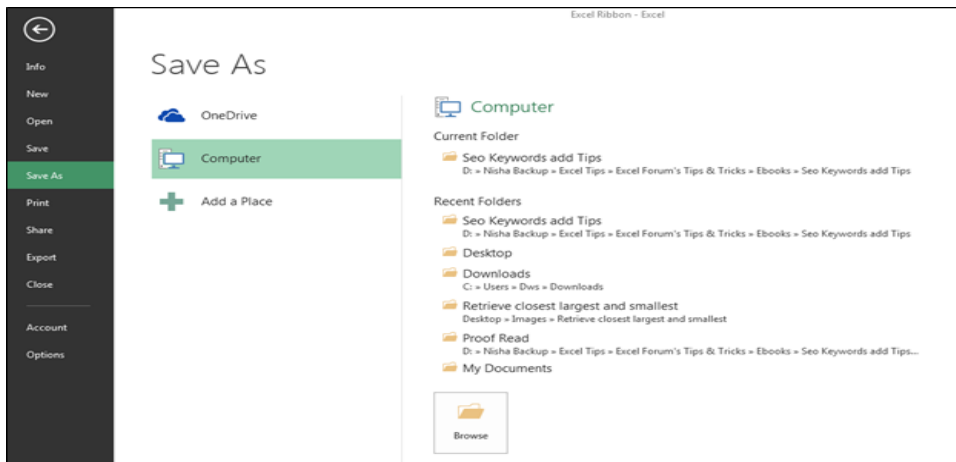 Excel Ribbon - Excel
Info
New
Open
Save
Save As
Print
Share
Export
Close
Account
Options
Save As
OneDrive
Computer
Add a Place
Computer
Current Folder
Seo Keywords add Tips
D: » Nisha Backup » Excel Tips » Excel Forum's Tips & Tricks » Ebooks » Seo Keywords add Tips
Recent Folders
Seo Keywords add Tips
D: » Nisha Backup » Excel Tips » Excel Forum's Tips & Tricks » Ebooks » Seo Keywords add Tips
Desktop
Downloads
C: » Users » Dws » Downloads
Retrieve closest largest and smallest
Desktop » Images » Retrieve closest largest and smallest
Proof Read
D: » Nisha Backup » Excel Tips » Excel Forum's Tips & Tricks » Ebooks » Seo Keywords add Tips...
My Documents
Browse